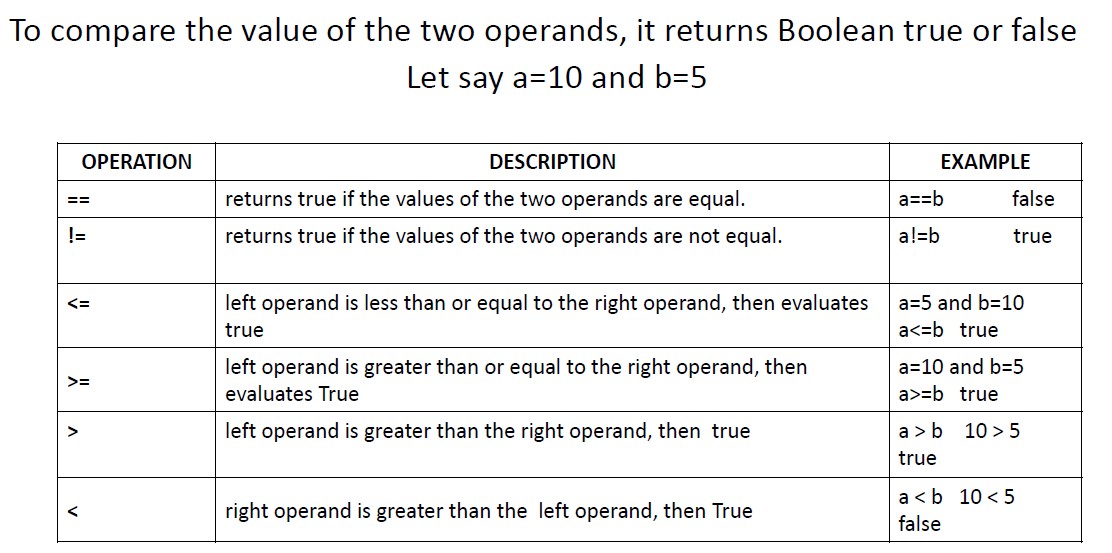 To compare the value of the two operands, it returns Boolean true or false
Let say a=10 and b=5
OPERATION DESCRIPTION EXAMPLE
== returns true if the values of the two operands are equal. a==b false
!= returns true if the values of the two operands are not equal. a!=b true
<= left operand is less than or equal to the right operand, then evaluates
true
a=5 and b=10
a<=b true
>= left operand is greater than or equal to the right operand, then
evaluates True
a=10 and b=5
a>=b true
> left operand is greater than the right operand, then true
a > b 10 > 5
true
< right operand is greater than the left operand, then True
a < b 10 < 5
false